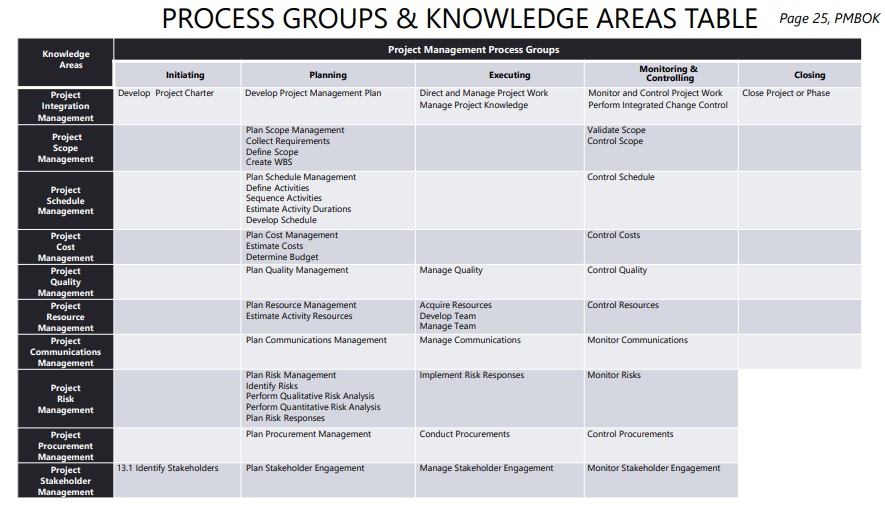 PROCESS GROUPS & KNOWLEDGE AREAS TABLE
Page 25, PMBOK
Knowledge
Areas
Project Management Process Groups
Initiating
Planning
Executing
Monitoring &
Controlling
Closing
Project
Integration
Management
Develop Project Charter
Develop Project Management Plan
Direct and Manage Project Work
Manage Project Knowledge
Monitor and Control Project Work
Perform Integrated Change Control
Close Project or Phase
Project
Scope
Management
Plan Scope Management
Collect Requirements
Define Scope
Create WBS
Validate Scope
Control Scope
Project
Schedule
Management
Plan Schedule Management
Define Activities
Sequence Activities
Estimate Activity Durations
Develop Schedule
Control Schedule
Project
Cost
Management
Plan Cost Management
Estimate Costs
Determine Budget
Control Costs
Project
Quality
Management
Plan Quality Management
Manage Quality
Control Quality
Project
Resource
Management
Plan Resource Management
Estimate Activity Resources
Acquire Resources
Develop Team
Manage Team
Control Resources
Project
Communications
Management
Plan Communications Management
Manage Communications
Monitor Communications
Project
Risk
Management
Plan Risk Management
Identify Risks
Perform Qualitative Risk Analysis
Perform Quantitative Risk Analysis
Plan Risk Responses
Implement Risk Responses
Monitor Risks
Project
Procurement
Management
Plan Procurement Management
Conduct Procurements
Control Procurements
Project
Stakeholder
Management
13.1 Identify Stakeholders
Plan Stakeholder Engagement
Manage Stakeholder Engagement
Monitor Stakeholder Engagement